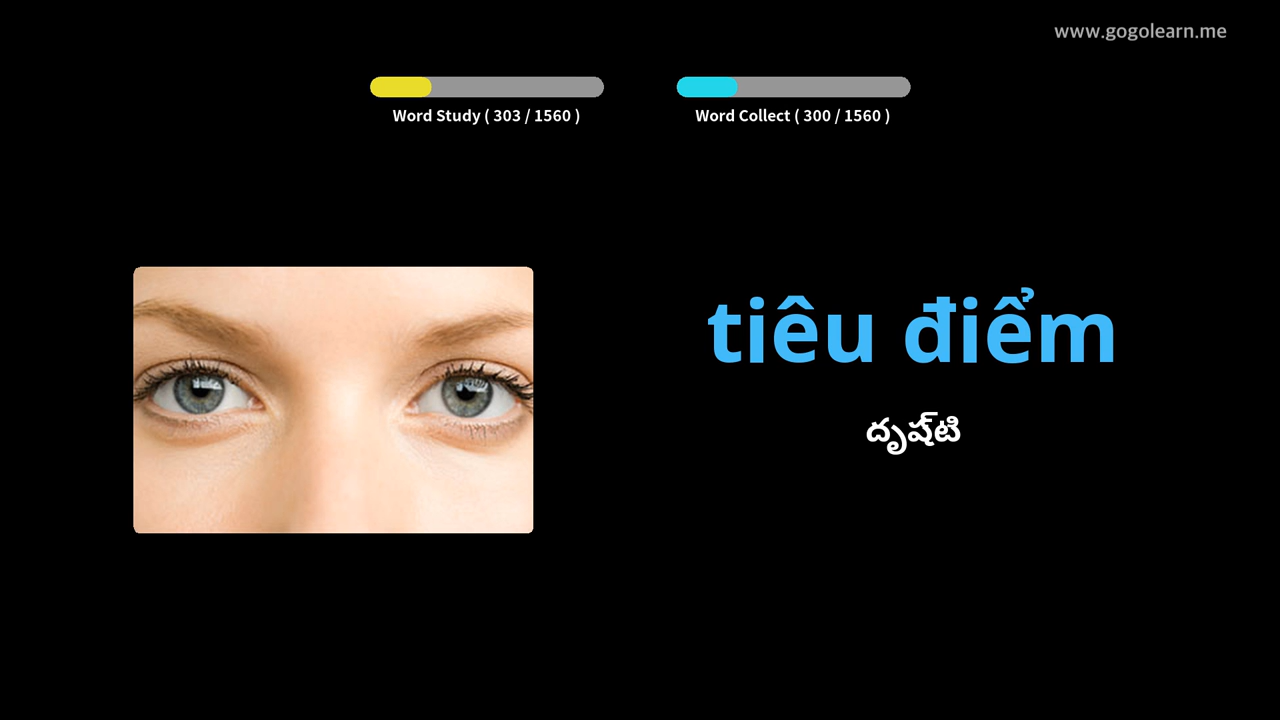 www.gogolearn.me
Word Study ( 303 / 1560 )
Word Collect ( 300 / 1560 )
tiêu điểm
దృష్టి